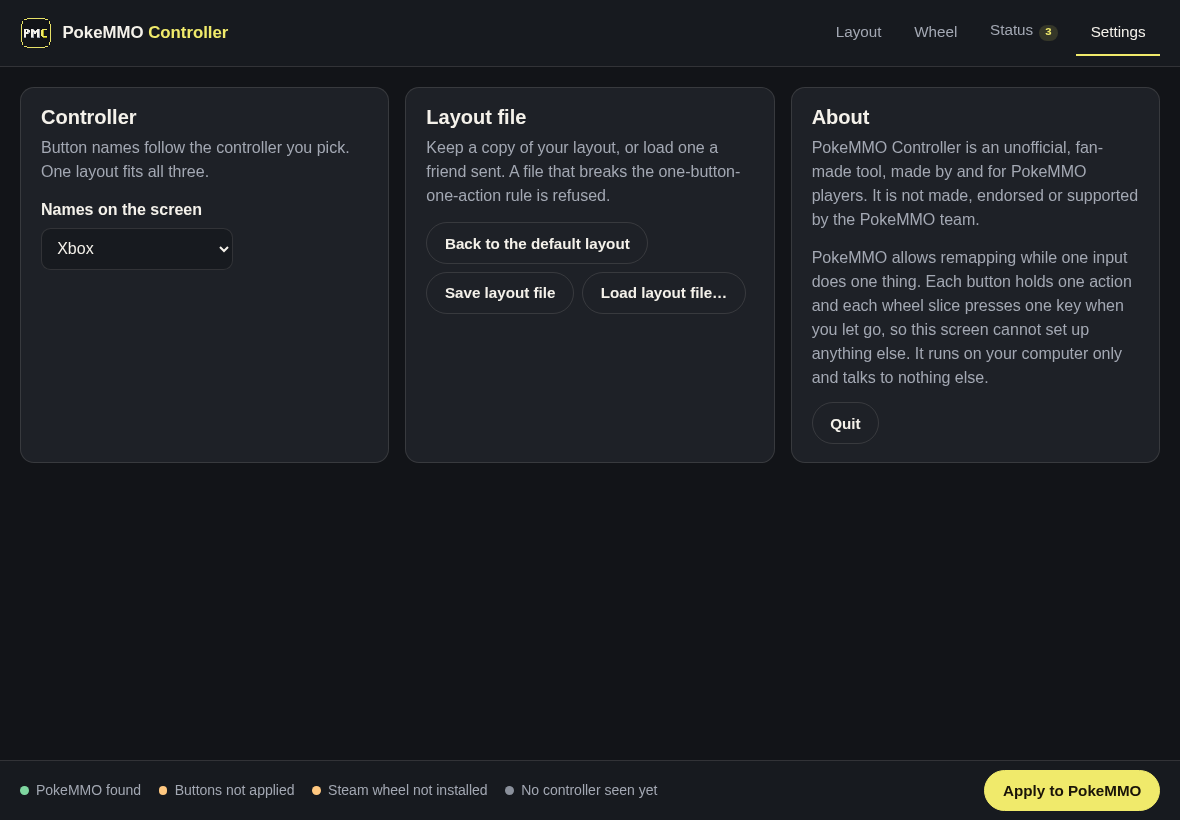 PMC
PokeMMO Controller
Layout
Wheel
Status 3
Settings
Controller
Button names follow the controller you pick.
One layout fits all three.
Names on the screen
Xbox
Layout file
Keep a copy of your layout, or load one a
friend sent. A file that breaks the one-button-
one-action rule is refused.
Back to the default layout
Save layout file
Load layout file…
About
PokeMMO Controller is an unofficial, fan-
made tool, made by and for PokeMMO
players. It is not made, endorsed or supported
by the PokeMMO team.
PokeMMO allows remapping while one input
does one thing. Each button holds one action
and each wheel slice presses one key when
you let go, so this screen cannot set up
anything else. It runs on your computer only
and talks to nothing else.
Quit
PokeMMO found
Buttons not applied
Steam wheel not installed
No controller seen yet
Apply to PokeMMO